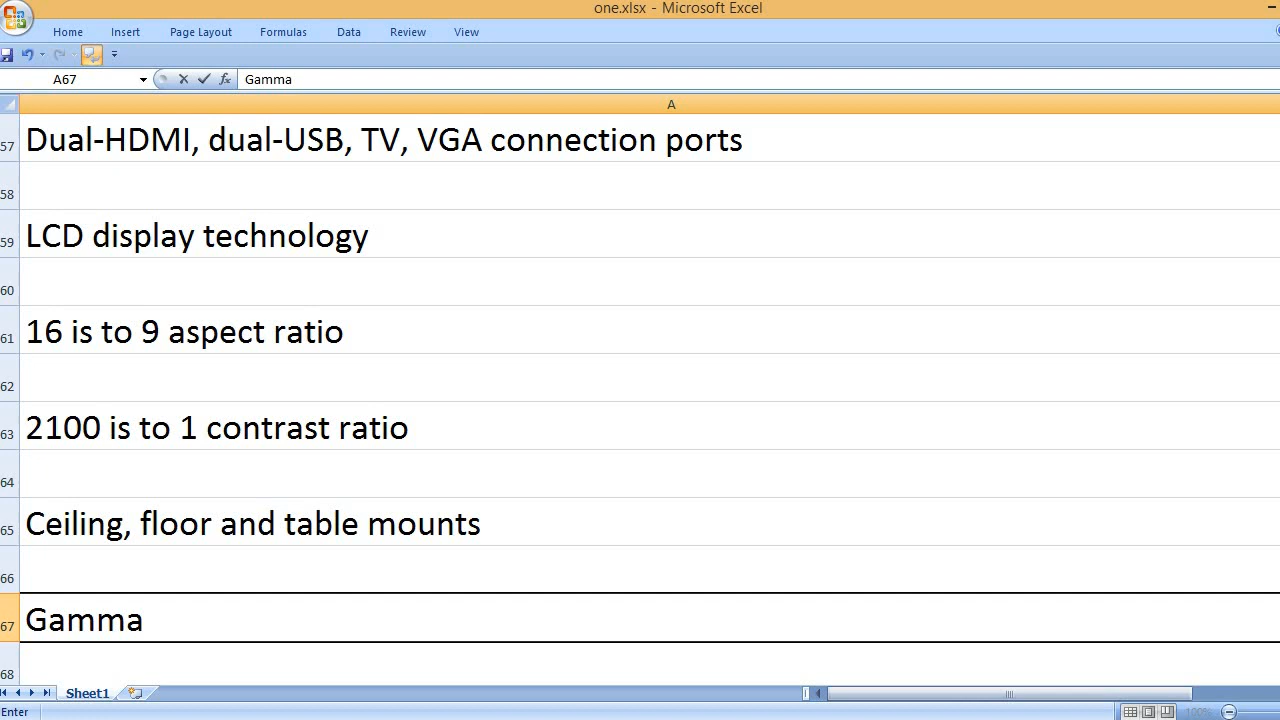 one.xlsx - Microsoft Excel
Home Insert Page Layout Formulas Data Review View
A67 fx Gamma
A
57 Dual-HDMI, dual-USB, TV, VGA connection ports
58
59 LCD display technology
60
61 16 is to 9 aspect ratio
62
63 2100 is to 1 contrast ratio
64
65 Ceiling, floor and table mounts
66
67 Gamma
68
Sheet1
Enter 100%